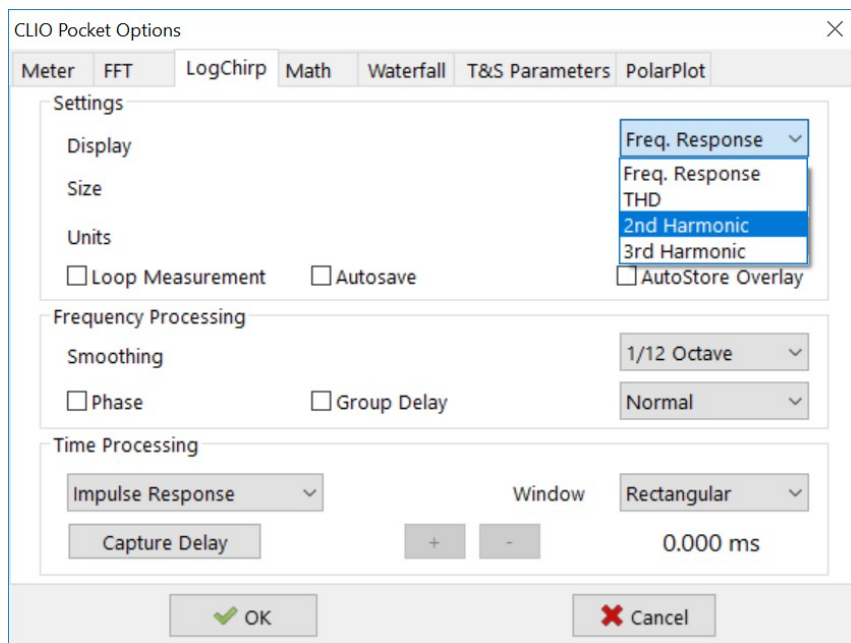 CLIO Pocket Options
Meter FFT LogChirp Math Waterfall T&S Parameters PolarPlot
Settings
Display Freq. Response
Freq. Response
THD
2nd Harmonic
3rd Harmonic
Size
Units
Loop Measurement Autosave AutoStore Overlay
Frequency Processing
Smoothing 1/12 Octave
Phase Group Delay Normal
Time Processing
Impulse Response Window Rectangular
Capture Delay + - 0.000 ms
OK Cancel